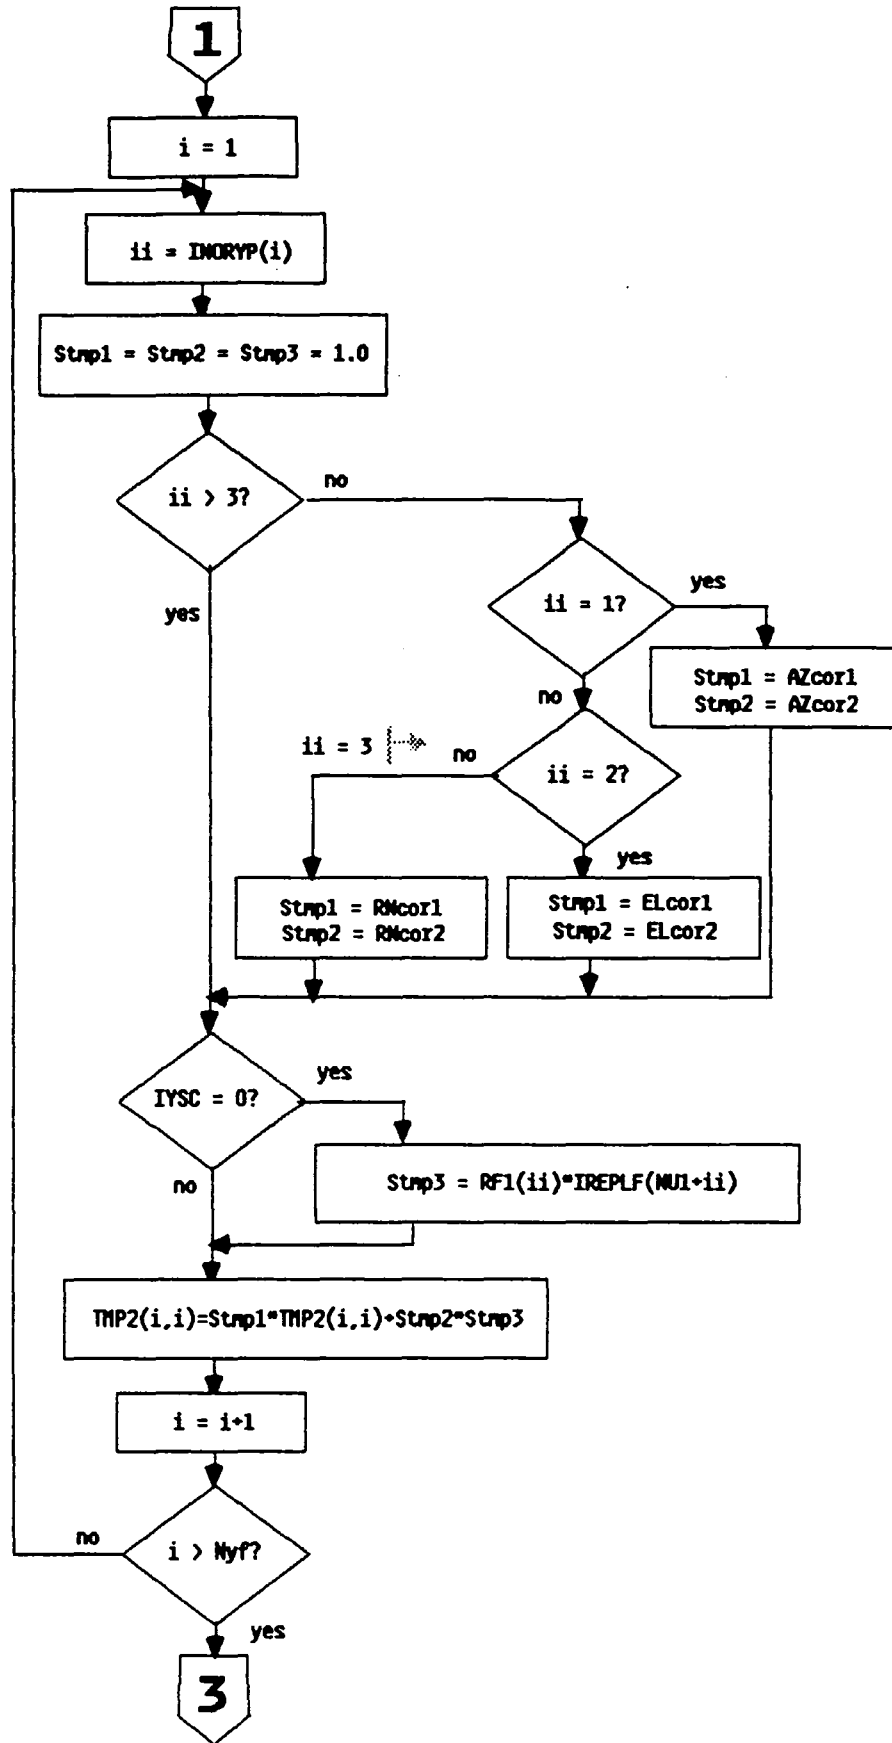 1
i = 1
ii = INORYP(i)
Stmp1 = Stmp2 = Stmp3 = 1.0
ii > 3?
no
yes
ii = 1?
yes
Stmp1 = AZcor1
Stmp2 = AZcor2
no
ii = 3
no
ii = 2?
yes
Stmp1 = RNcor1
Stmp2 = RNcor2
Stmp1 = ELcor1
Stmp2 = ELcor2
IYSC = 0?
yes
no
Stmp3 = RF1(ii)*IREPLF(NU1+ii)
TMP2(i,i)=Stmp1*TMP2(i,i)+Stmp2*Stmp3
i = i+1
no
i > Nyf?
yes
3